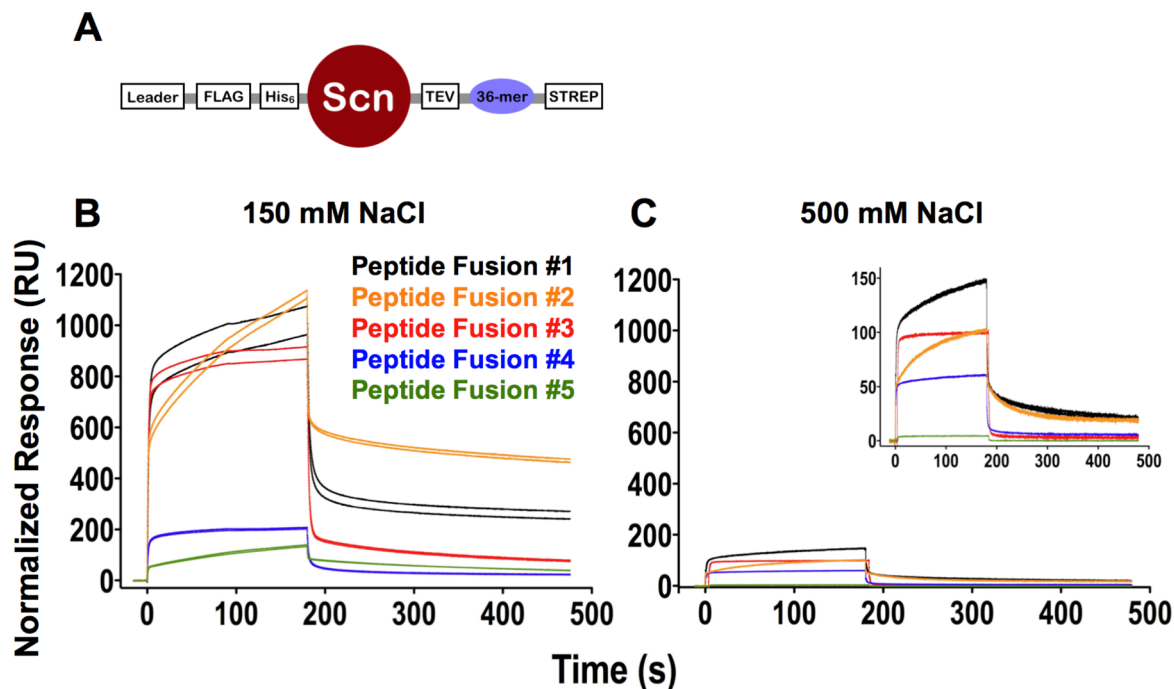 A
Leader FLAG His₆ Scn TEV 36-mer STREP
B 150 mM NaCl
C 500 mM NaCl
Normalized Response (RU)
1200
1000
800
600
400
200
0
Peptide Fusion #1
Peptide Fusion #2
Peptide Fusion #3
Peptide Fusion #4
Peptide Fusion #5
0 100 200 300 400 500
1200
1000
800
600
400
200
0
150
100
50
0
0 100 200 300 400 500
0 100 200 300 400 500
Time (s)